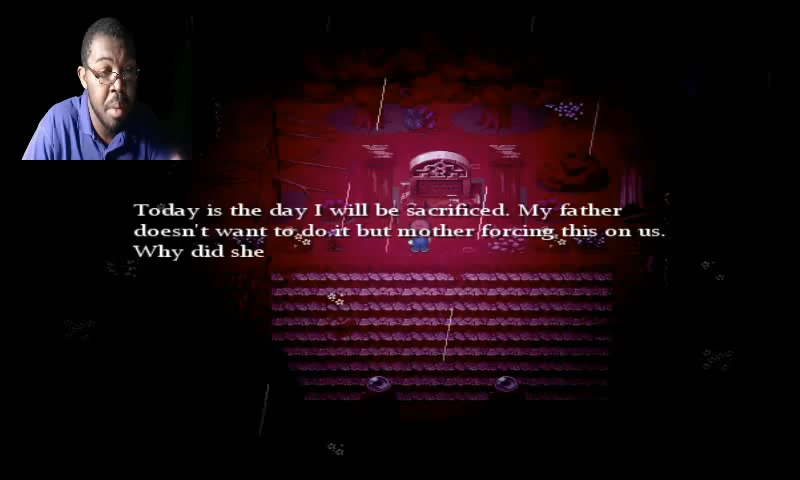 Today is the day I will be sacrificed. My father
doesn't want to do it but mother forcing this on us.
Why did she